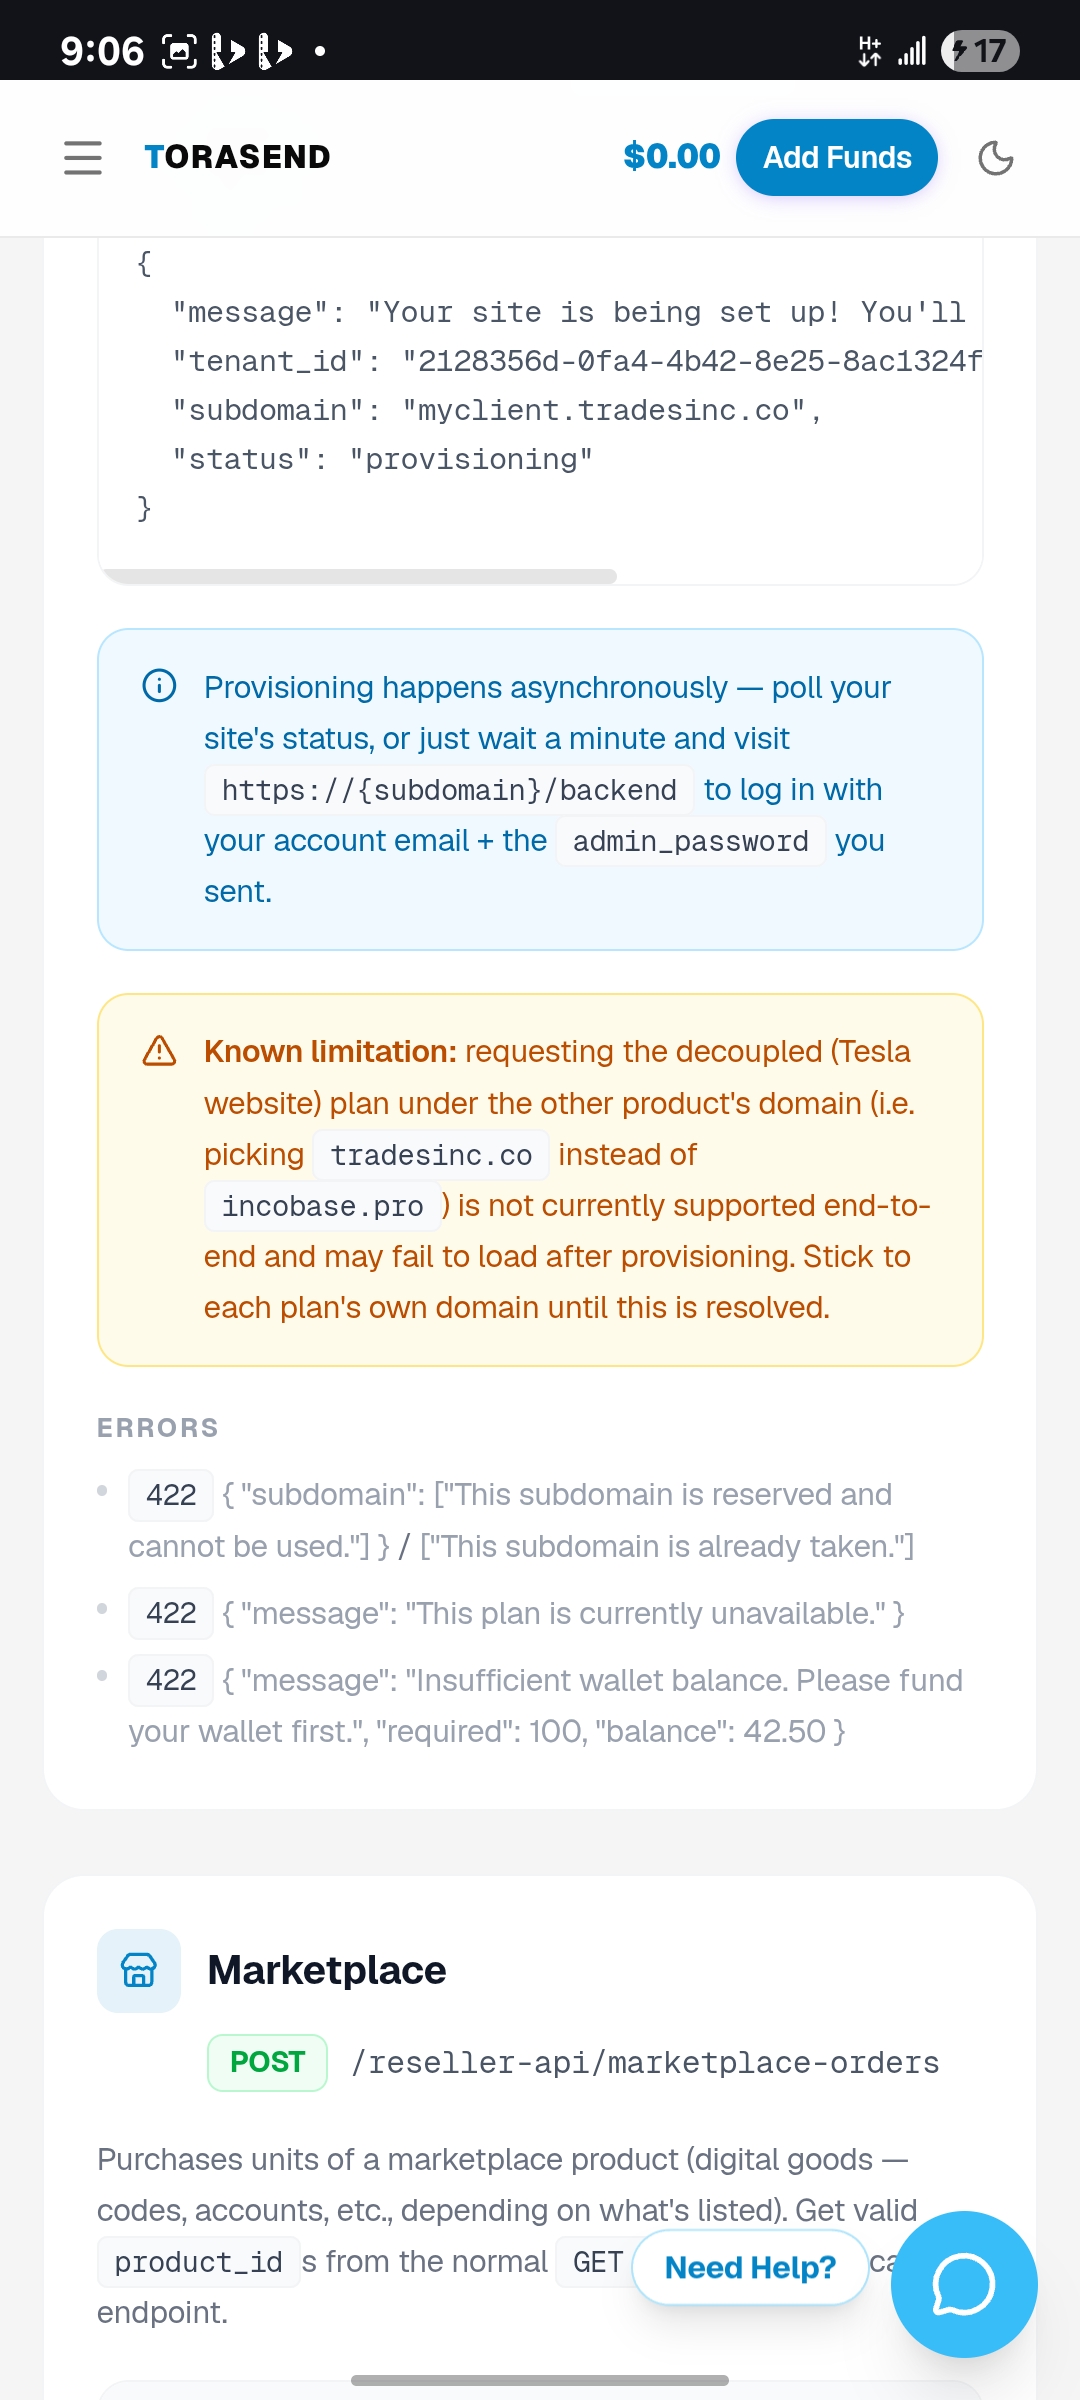 9:06
H+
17
TORASEND
$0.00
Add Funds
{
"message": "Your site is being set up! You'll
"tenant_id": "2128356d-0fa4-4b42-8e25-8ac1324f
"subdomain": "myclient.tradesinc.co",
"status": "provisioning"
}
Provisioning happens asynchronously — poll your
site's status, or just wait a minute and visit
https://{subdomain}/backend to log in with
your account email + the admin_password you
sent.
Known limitation: requesting the decoupled (Tesla
website) plan under the other product's domain (i.e.
picking tradesinc.co instead of
incobase.pro ) is not currently supported end-to-
end and may fail to load after provisioning. Stick to
each plan's own domain until this is resolved.
ERRORS
422 { "subdomain": ["This subdomain is reserved and
cannot be used."] } / ["This subdomain is already taken."]
422 { "message": "This plan is currently unavailable." }
422 { "message": "Insufficient wallet balance. Please fund
your wallet first.", "required": 100, "balance": 42.50 }
Marketplace
POST /reseller-api/marketplace-orders
Purchases units of a marketplace product (digital goods —
codes, accounts, etc., depending on what's listed). Get valid
product_id s from the normal GET
Need Help?
endpoint.